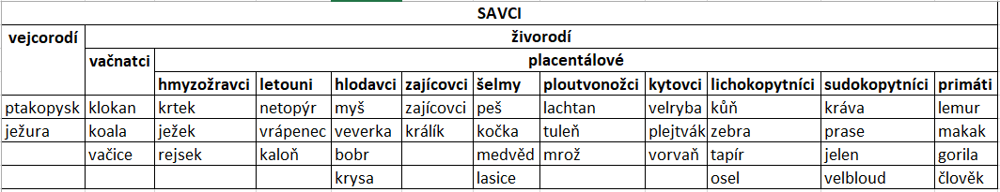 SAVCI
vejcorodí živorodí
vačnatci placentálové
hmyzožravci letouni hlodavci zajícovci šelmy ploutvonožci kytovci lichokopytníci sudokopytníci primáti
ptakopysk klokan krtek netopýr myš zajícovci peš lachtan velryba kůň kráva lemur
ježura koala ježek vrápenec veverka králík kočka tuleň plejtvák zebra prase makak
vačice rejsek kaloň bobr medvěd mrož vorvaň tapír jelen gorila
krysa lasice osel velbloud člověk